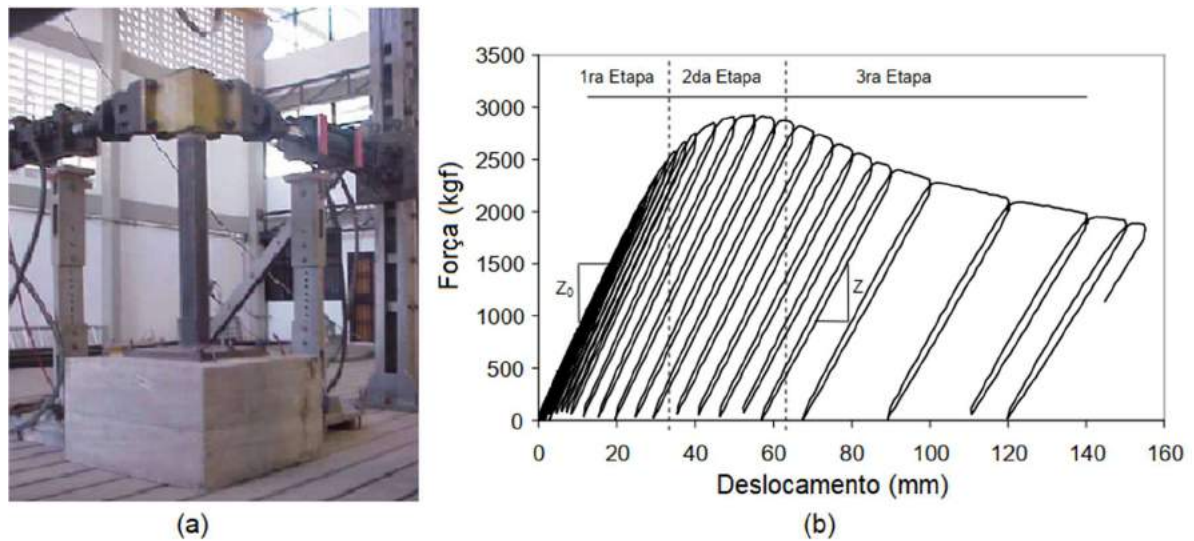 3500
3000
2500
2000
1500
1000
500
0
Força (kgf)
1ra Etapa
2da Etapa
3ra Etapa
Z₀
Z
0 20 40 60 80 100 120 140 160
Deslocamento (mm)
(a)
(b)